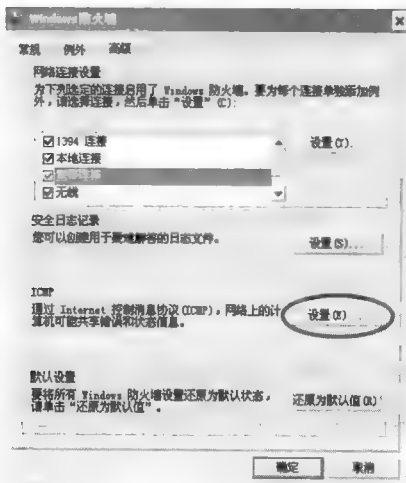 Windows 防火墙
常规 例外 高级
网络连接设置
为下列选定的连接启用了 Windows 防火墙。要为每个连接单独添加例
外，请选择连接，然后单击“设置”(C):
1394 连接
设置(T).
本地连接
宽带连接
无线
安全日志记录
您可以创建用于疑难解答的日志文件。
设置(S)...
ICMP
通过 Internet 控制消息协议(ICMP)，网络上的计
算机可能共享错误和状态信息。
设置(E)
默认设置
要将所有 Windows 防火墙设置还原为默认状态，
请单击“还原为默认值”。
还原为默认值(R)
确定 取消